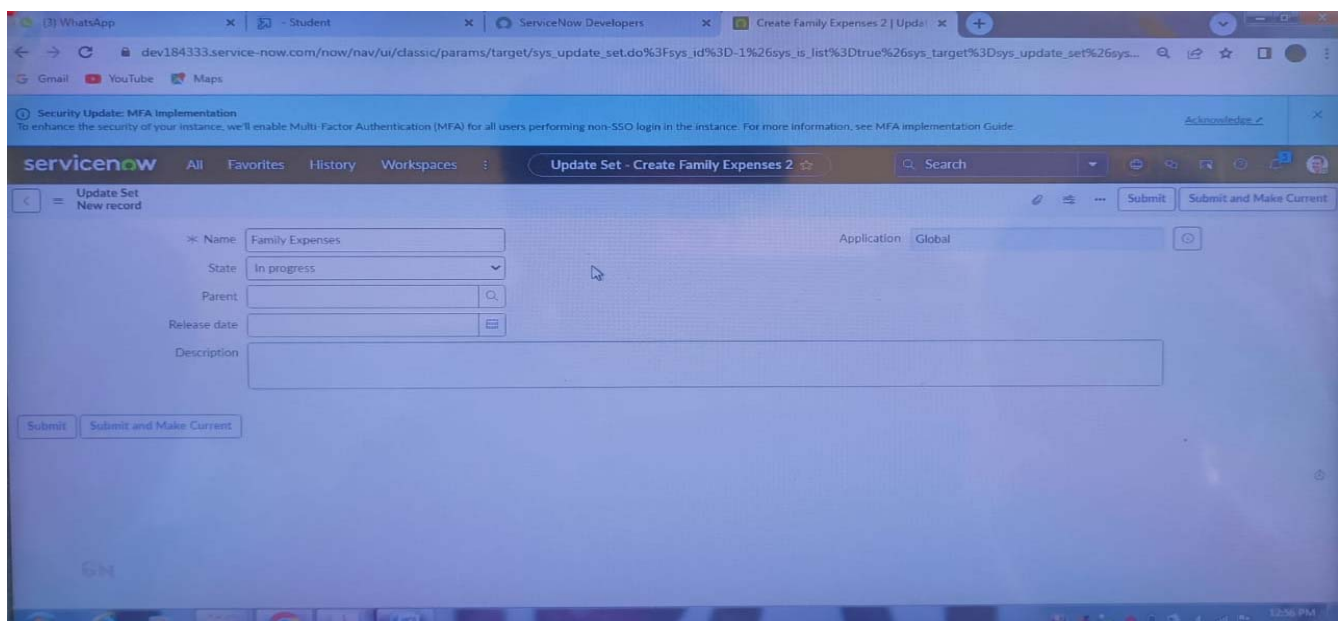 (3) WhatsApp
- Student
ServiceNow Developers
Create Family Expenses 2 | Updat
dev184333.service-now.com/now/nav/ui/classic/params/target/sys_update_set.do%3Fsys_id%3D-1%26sys_is_list%3Dtrue%26sys_target%3Dsys_update_set%26sys...
Gmail YouTube Maps
Security Update: MFA Implementation
To enhance the security of your instance, we'll enable Multi-Factor Authentication (MFA) for all users performing non-SSO login in the instance. For more information, see MFA implementation Guide.
Acknowledge
servicenow All Favorites History Workspaces Update Set - Create Family Expenses 2 Search
Update Set
New record
Submit Submit and Make Current
Name Family Expenses Application Global
State In progress
Parent
Release date
Description
Submit Submit and Make Current
12:56 PM